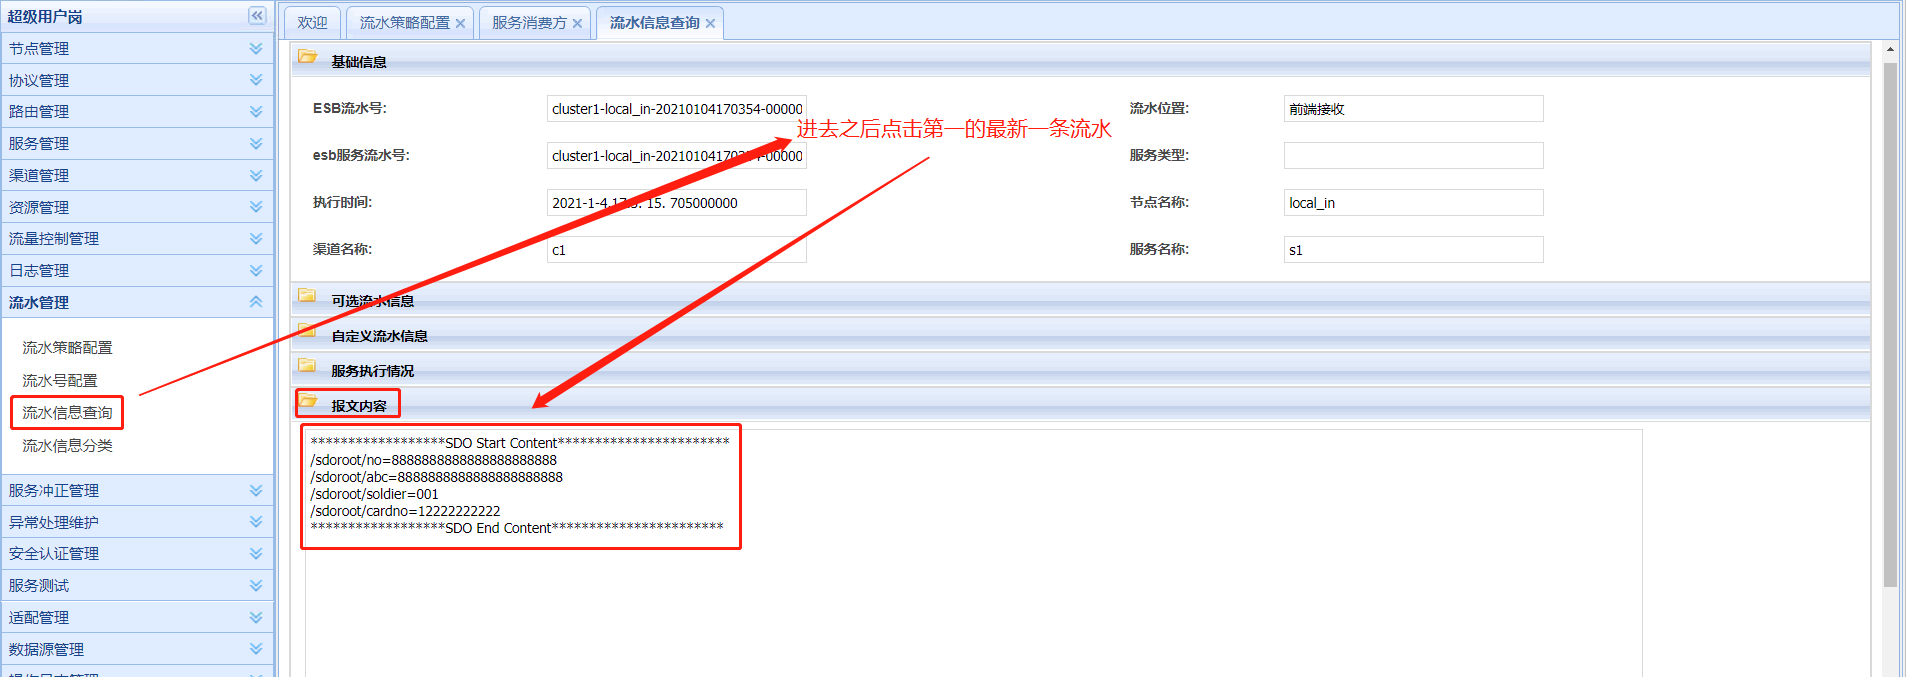 超级用户岗
节点管理
协议管理
路由管理
服务管理
渠道管理
资源管理
流量控制管理
日志管理
流水管理
流水策略配置
流水号配置
流水信息查询
流水信息分类
服务冲正管理
异常处理维护
安全认证管理
服务测试
适配管理
数据源管理
欢迎 流水策略配置 服务消费方 流水信息查询
基础信息
ESB流水号: cluster1-local_in-20210104170354-00000 流水位置: 前端接收
进去之后点击第一的最新一条流水
esb服务流水号: cluster1-local_in-20210104170354-00000 服务类型:
执行时间: 2021-1-4.17.3. 15. 705000000 节点名称: local_in
渠道名称: c1 服务名称: s1
可选流水信息
自定义流水信息
服务执行情况
报文内容
******************SDO Start Content***********************
/sdoroot/no=8888888888888888888888
/sdoroot/abc=8888888888888888888888
/sdoroot/soldier=001
/sdoroot/cardno=12222222222
******************SDO End Content***********************